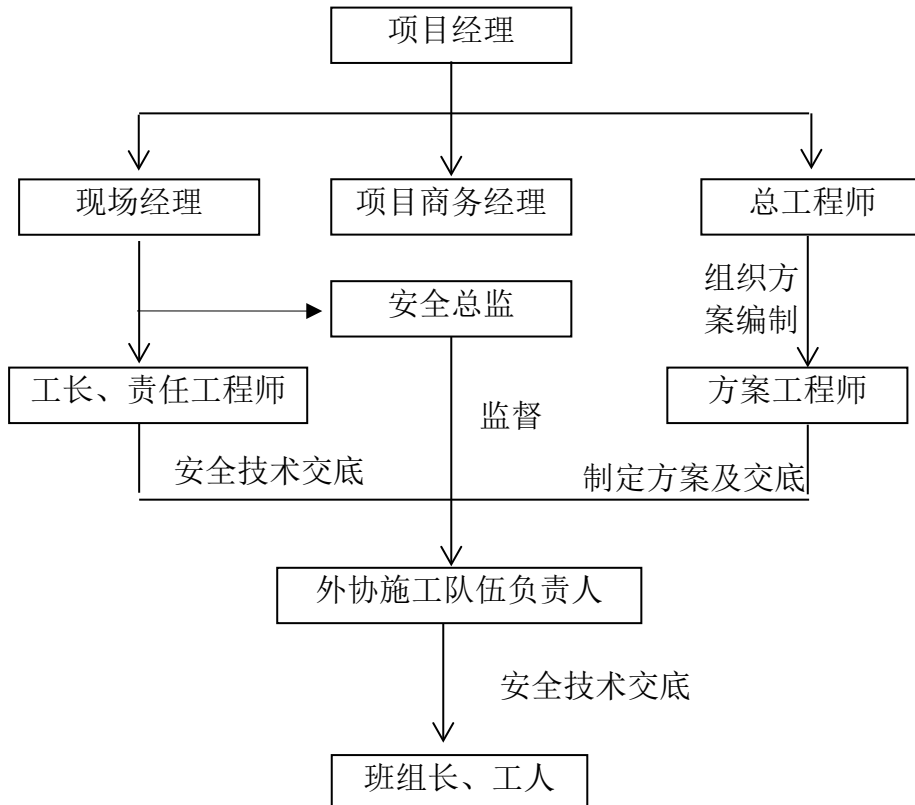 项目经理
现场经理
项目商务经理
总工程师
组织方
案编制
安全总监
工长、责任工程师
方案工程师
监督
安全技术交底
制定方案及交底
外协施工队伍负责人
安全技术交底
班组长、工人